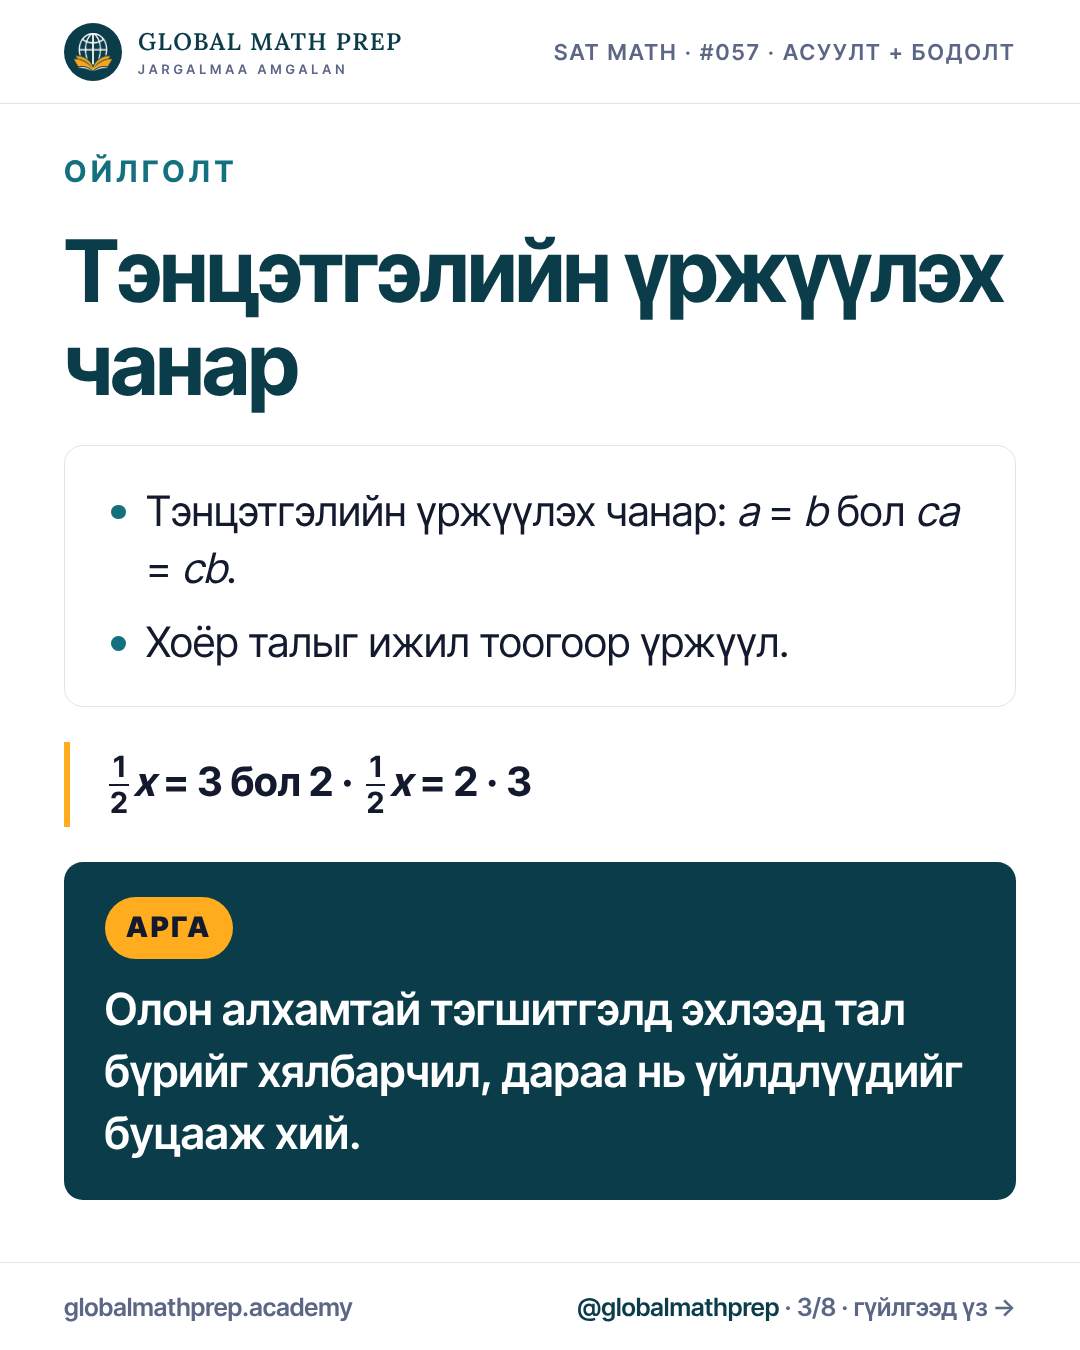 GLOBAL MATH PREP
JARGALMAA AMGALAN
SAT MATH · #057 · АСУУЛТ + БОДОЛТ
ОЙЛГОЛТ
Тэнцэтгэлийн үржүүлэх
чанар
• Тэнцэтгэлийн үржүүлэх чанар: a = b бол ca
= cb.
• Хоёр талыг ижил тоогоор үржүүл.
1/2 x = 3 бол 2 · 1/2 x = 2 · 3
АРГА
Олон алхамтай тэгшитгэлд эхлээд тал
бүрийг хялбарчил, дараа нь үйлдлүүдийг
буцааж хий.
globalmathprep.academy
@globalmathprep · 3/8 · гүйлгээд үз →